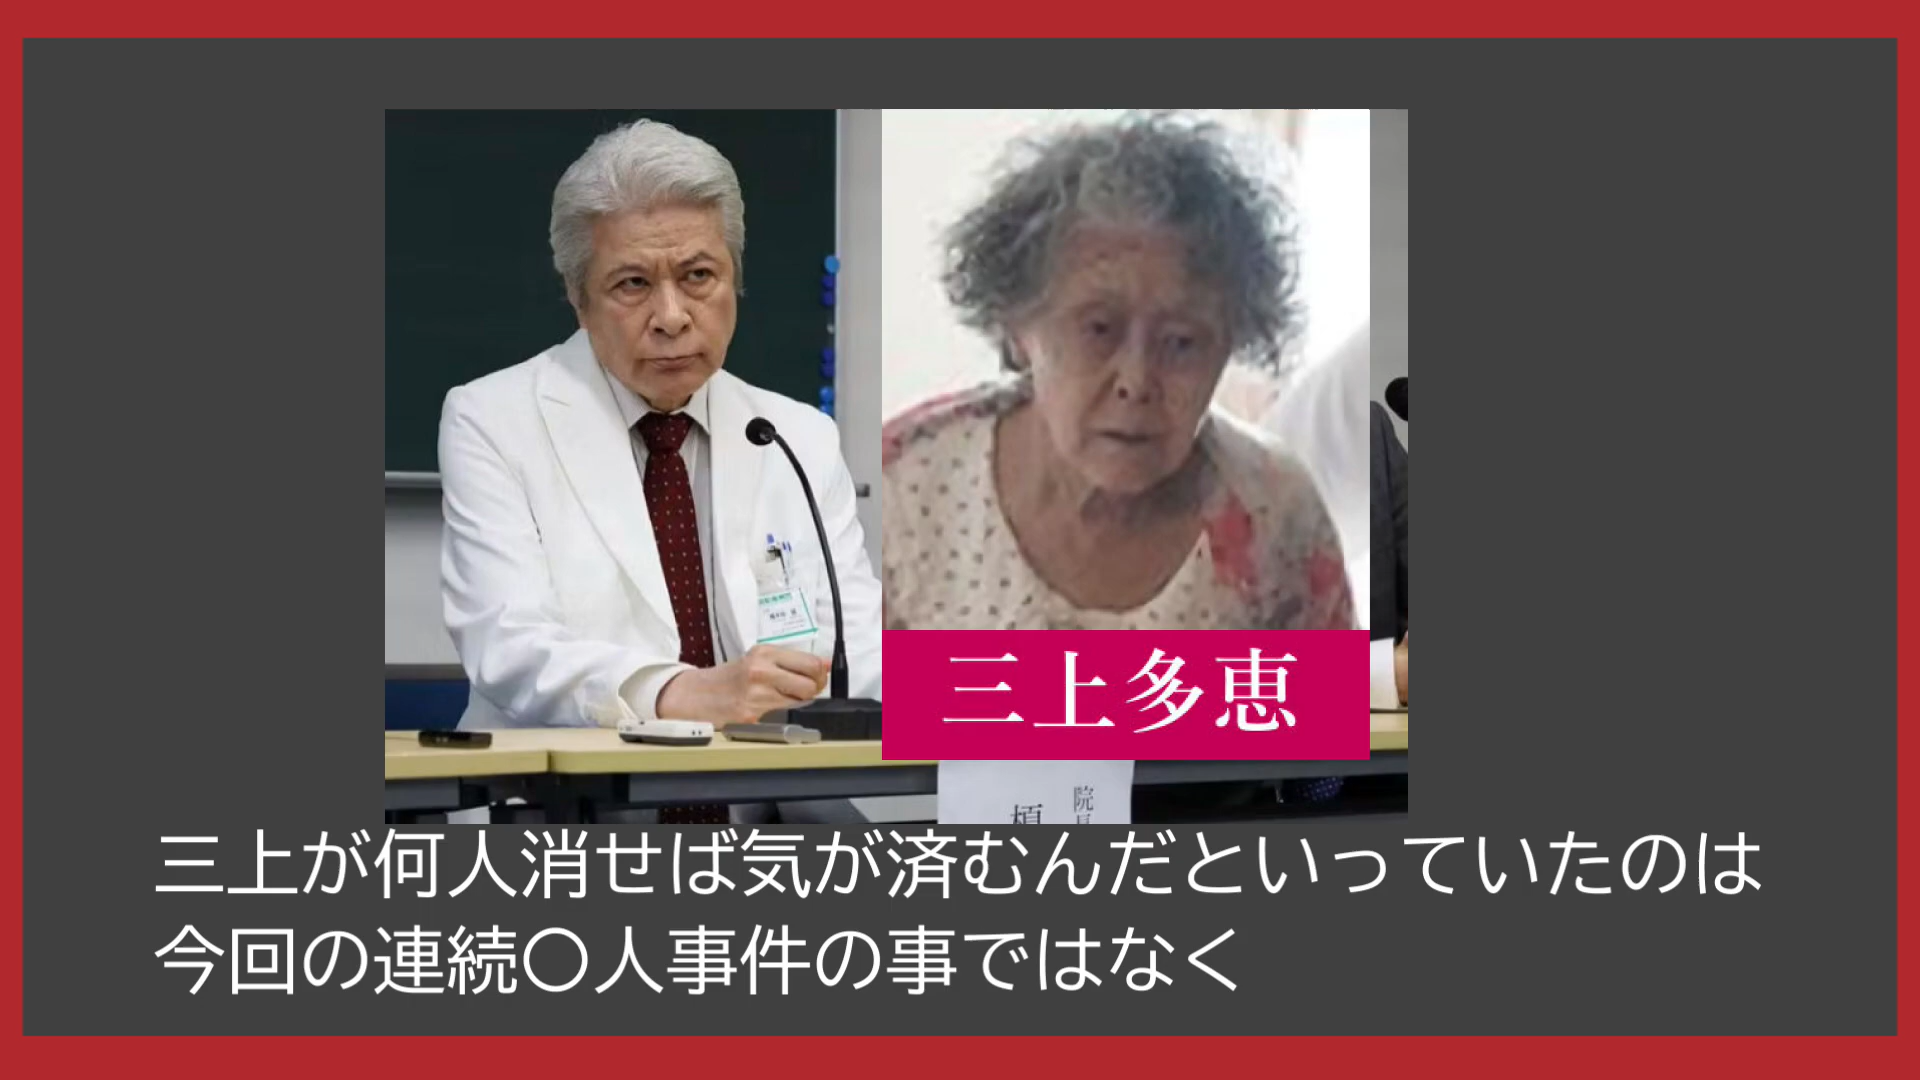 三上多恵
院長
三上が何人消せば気が済むんだといっていたのは
今回の連続〇人事件の事ではなく